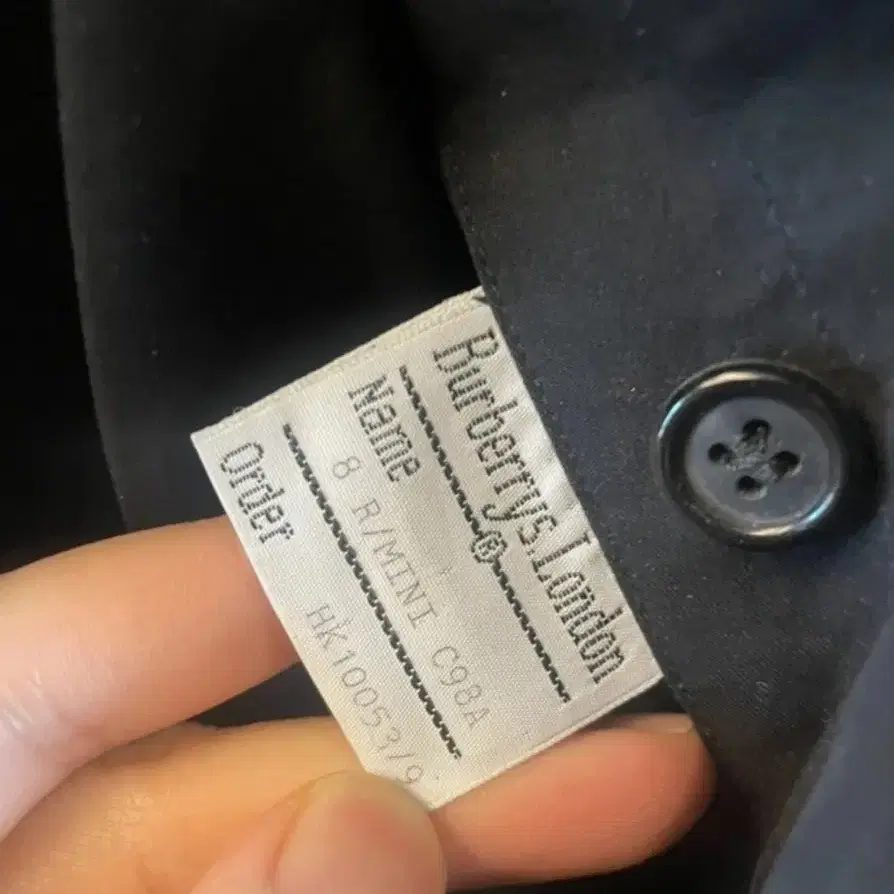 Burberrys.London
®
Name
8 R/MINI C98A
Order
HK10053/9